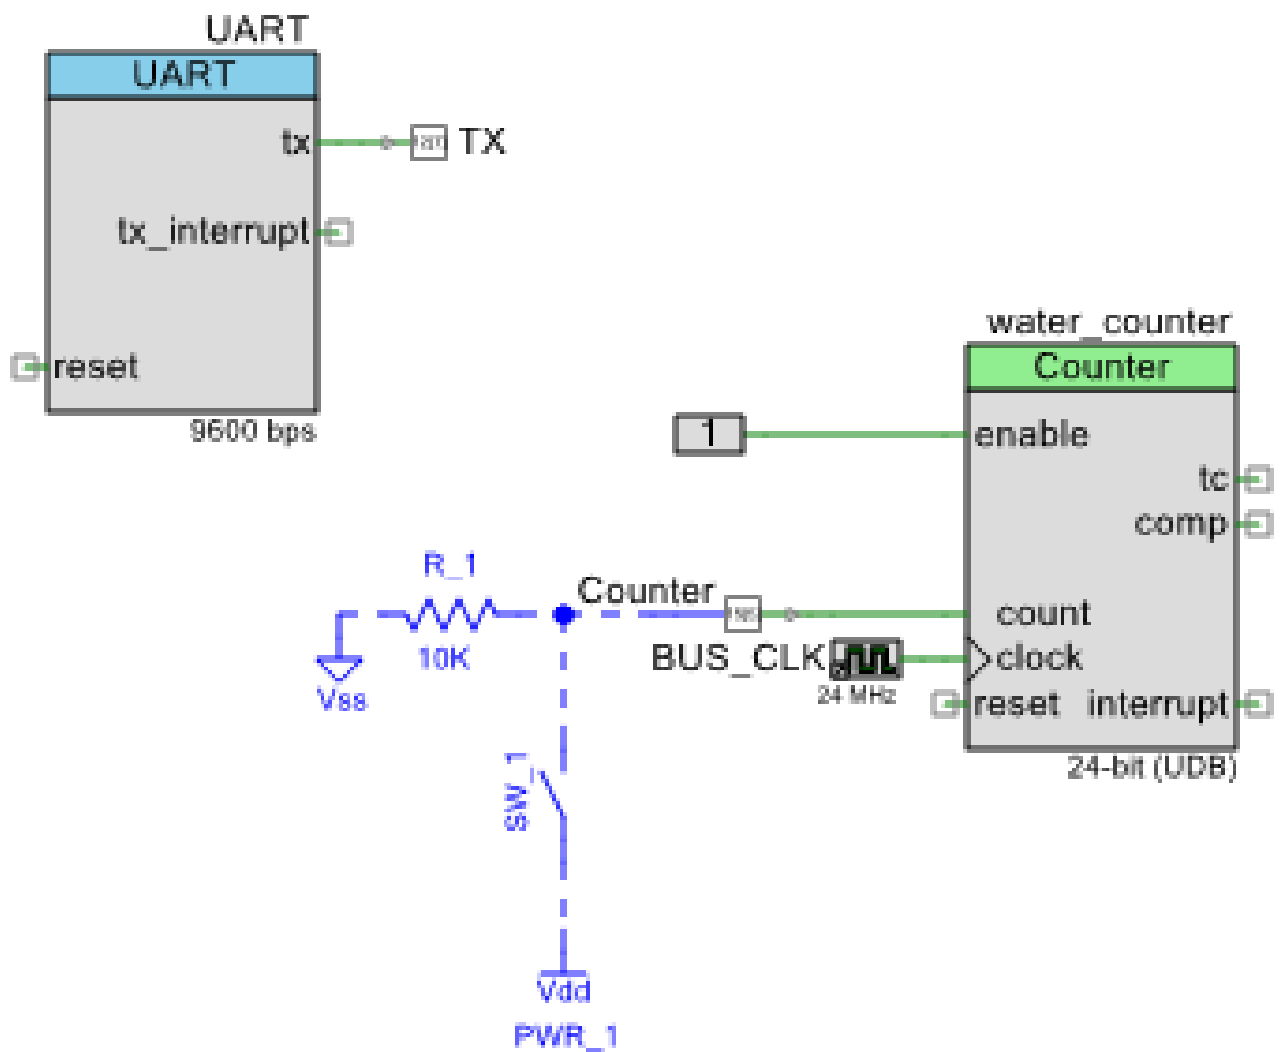 UART
UART
tx
TX
tx_interrupt
reset
9600 bps
water_counter
Counter
1
enable
tc
comp
R_1
Counter
count
10K
BUS_CLK
clock
Vss
24 MHz
reset
interrupt
24-bit (UDB)
SW_1
Vdd
PWR_1